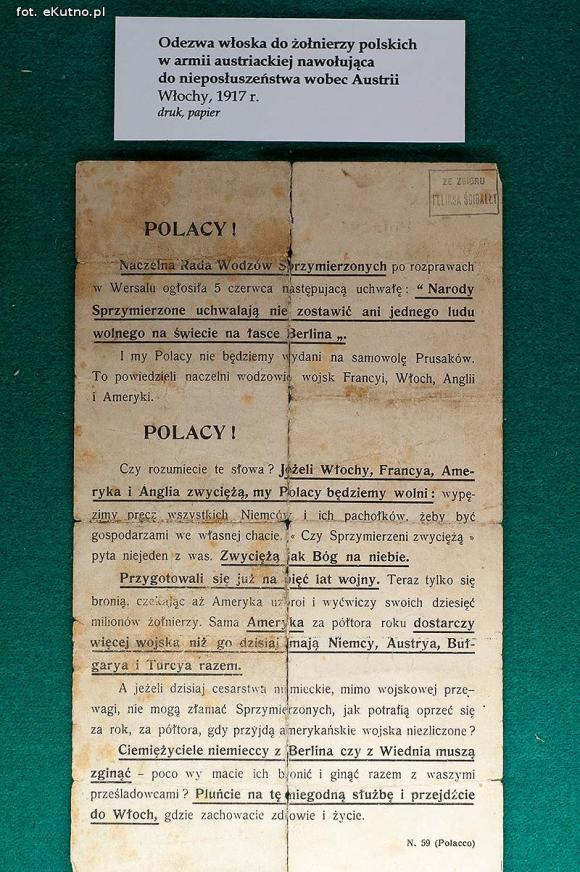 fot. eKutno.pl
Odezwa włoska do żołnierzy polskich
w armii austriackiej nawołująca
do nieposłuszeństwa wobec Austrii
Włochy, 1917 r.
druk, papier
ZE ZBIORU
FELIKSA ŚCIBAŁŁY
POLACY!
Naczelna Rada Wodzów Sprzymierzonych po rozprawach
w Wersalu ogłosiła 5 czerwca następującą uchwałę: “ Narody
Sprzymierzone uchwalają nie zostawić ani jednego ludu
wolnego na świecie na łasce Berlina „.
I my Polacy nie będziemy wydani na samowolę Prusaków.
To powiedzieli naczelni wodzowie wojsk Francyi, Włoch, Anglii
i Ameryki.
POLACY!
Czy rozumiecie te słowa? Jeżeli Włochy, Francya, Ame-
ryka i Anglia zwyciężą, my Polacy będziemy wolni: wypę-
zimy precz wszystkich Niemców i ich pachołków, żeby być
gospodarzami we własnej chacie. « Czy Sprzymierzeni zwyciężą »
pyta niejeden z was. Zwyciężą jak Bóg na niebie.
Przygotowali się już na pięć lat wojny. Teraz tylko się
bronią, czekając aż Ameryka uzbroi i wyćwiczy swoich dziesięć
milionów żołnierzy. Sama Ameryka za półtora roku dostarczy
więcej wojska niż go dzisiaj mają Niemcy, Austrya, Buł-
garya i Turcya razem.
A jeżeli dzisiaj cesarstwa niemieckie, mimo wojskowej prze-
wagi, nie mogą złamać Sprzymierzonych, jak potrafią oprzeć się
za rok, za półtora, gdy przyjdą amerykańskie wojska niezliczone?
Ciemiężyciele niemieccy z Berlina czy z Wiednia muszą
zginąć - poco wy macie ich bronić i ginąć razem z waszymi
prześladowcami? Pluńcie na tę niegodną służbę i przejdźcie
do Włoch, gdzie zachowacie zdrowie i życie.
N. 59 (Polacco)